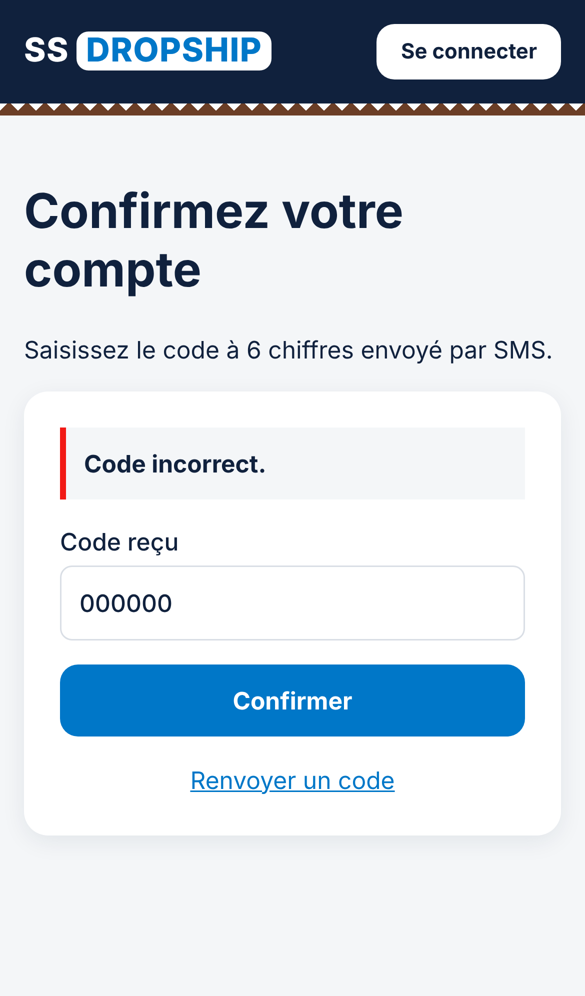 SS DROPSHIP
Se connecter
Confirmez votre
compte
Saisissez le code à 6 chiffres envoyé par SMS.
Code incorrect.
Code reçu
000000
Confirmer
Renvoyer un code